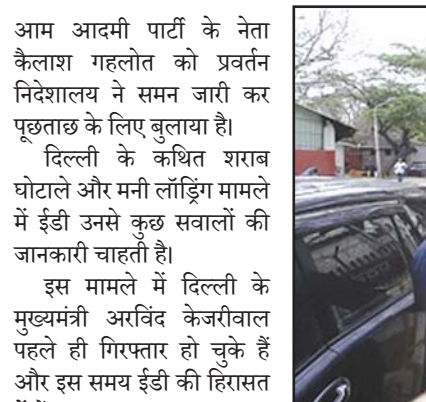 आम आदमी पार्टी के नेता
कैलाश गहलोत को प्रवर्तन
निदेशालय ने समन जारी कर
पूछताछ के लिए बुलाया है।
दिल्ली के कथित शराब
घोटाले और मनी लॉड्रिंग मामले
में ईडी उनसे कुछ सवालों की
जानकारी चाहती है।
इस मामले में दिल्ली के
मुख्यमंत्री अरविंद केजरीवाल
पहले ही गिरफ्तार हो चुके हैं
और इस समय ईडी की हिरासत